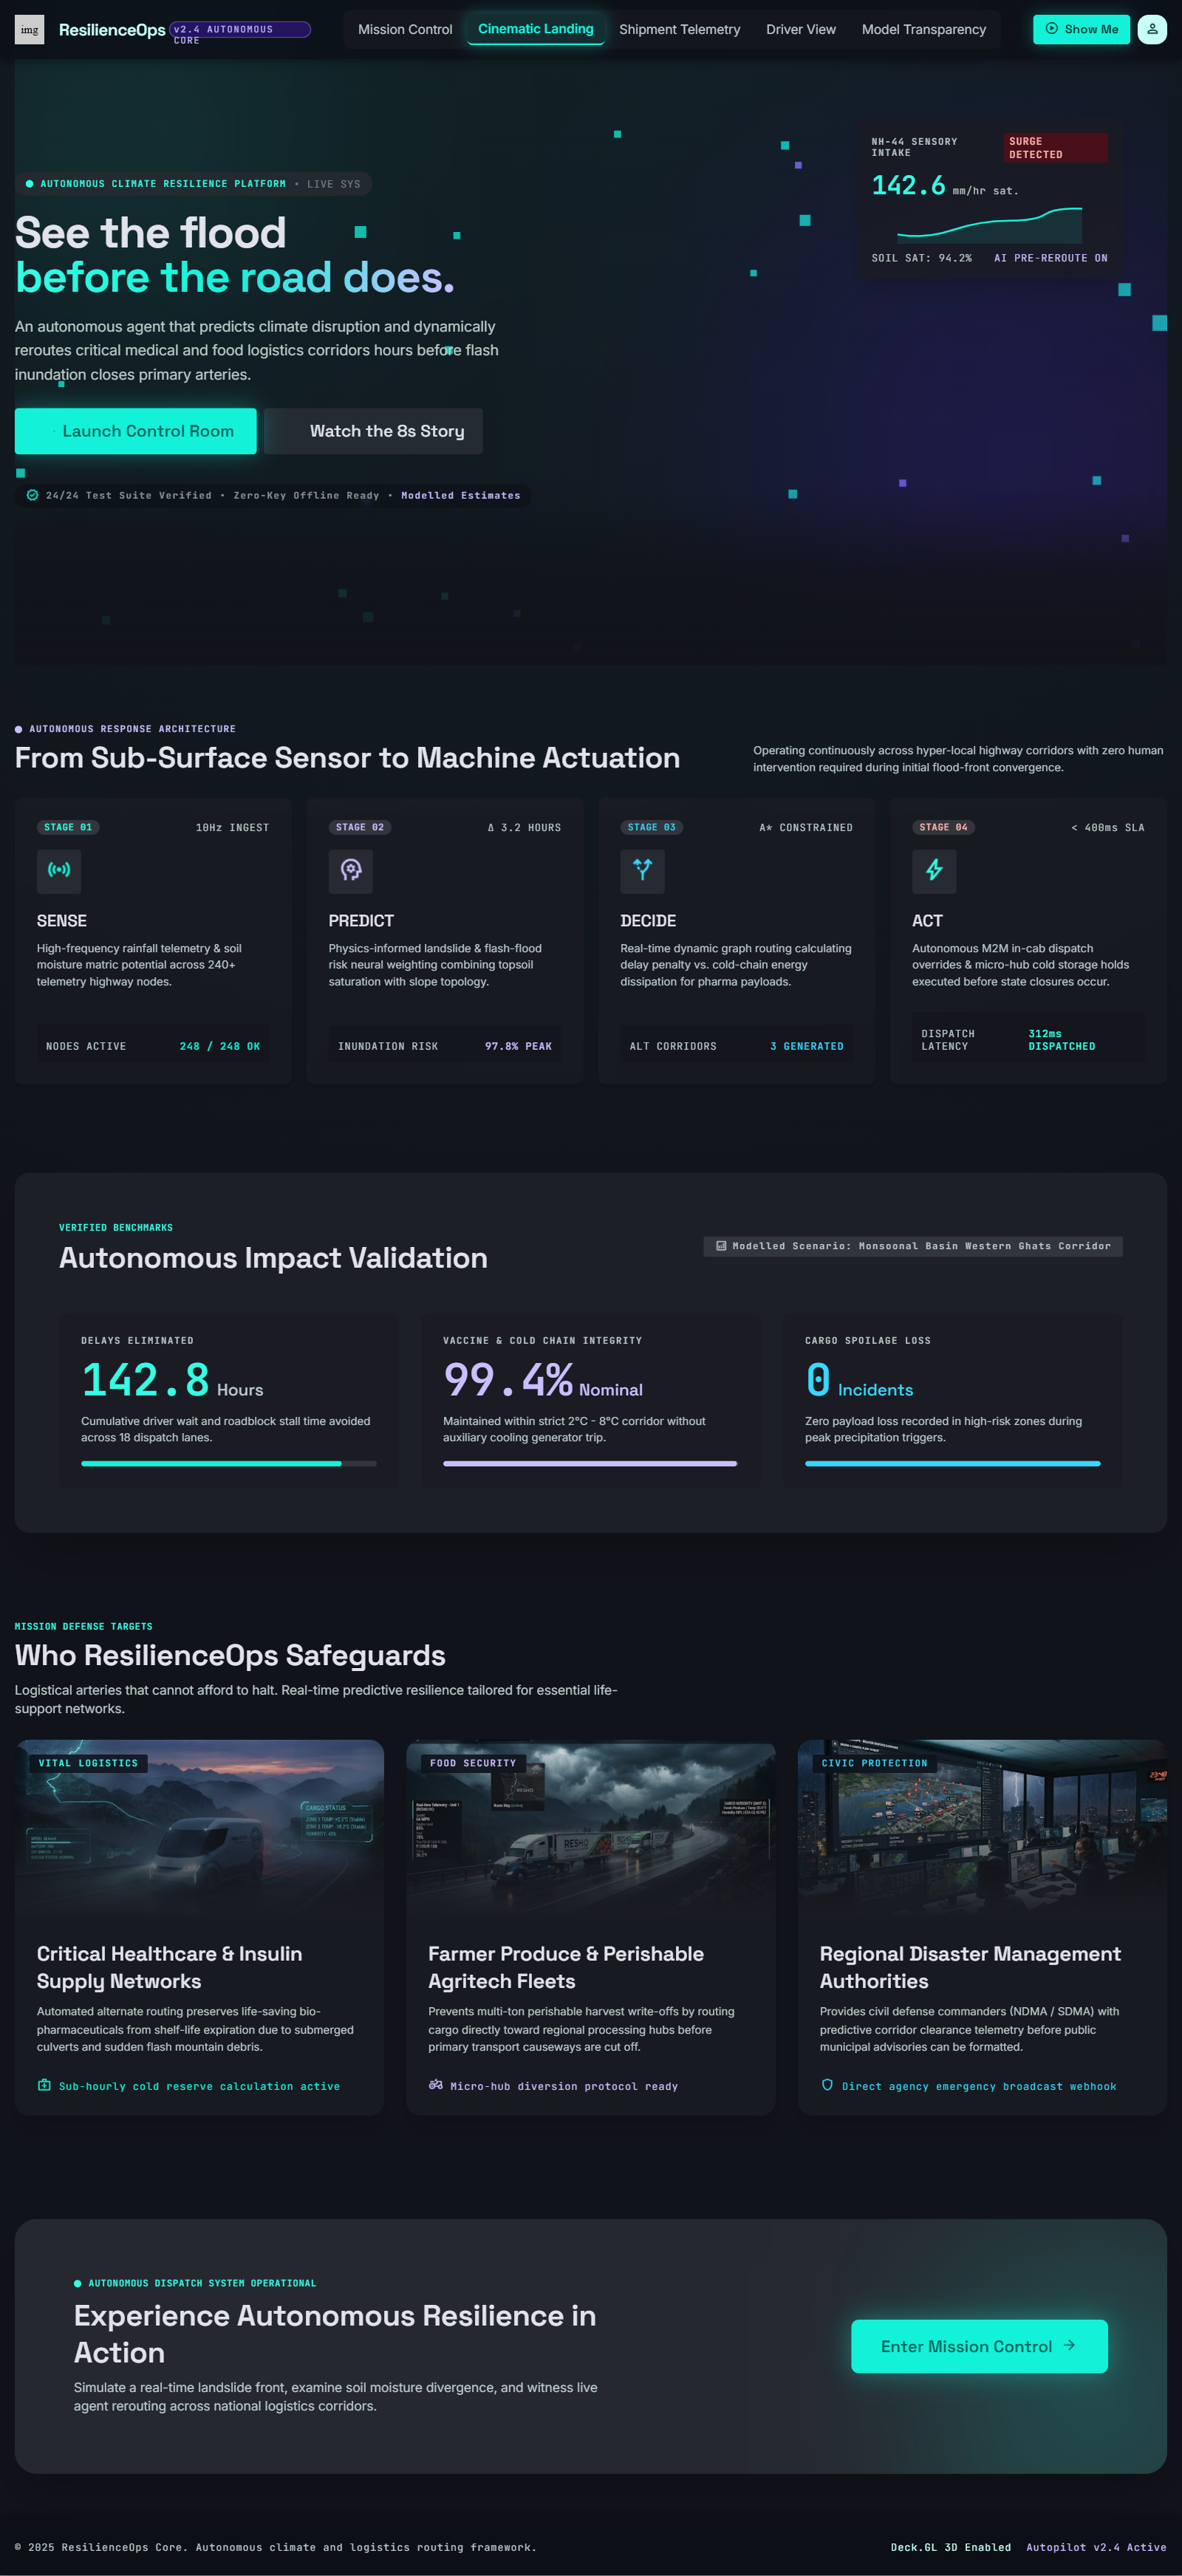 img
ResilienceOps
v2.4 AUTONOMOUS
CORE
Mission Control
Cinematic Landing
Shipment Telemetry
Driver View
Model Transparency
Show Me
NH-44 SENSORY
INTAKE
SURGE
DETECTED
142.6 mm/hr sat.
SOIL SAT: 94.2%
AI PRE-REROUTE ON
AUTONOMOUS CLIMATE RESILIENCE PLATFORM • LIVE SYS
See the flood
before the road does.
An autonomous agent that predicts climate disruption and dynamically
reroutes critical medical and food logistics corridors hours before flash
inundation closes primary arteries.
Launch Control Room
Watch the 8s Story
24/24 Test Suite Verified • Zero-Key Offline Ready • Modelled Estimates
AUTONOMOUS RESPONSE ARCHITECTURE
From Sub-Surface Sensor to Machine Actuation
Operating continuously across hyper-local highway corridors with zero human
intervention required during initial flood-front convergence.
STAGE 01
10Hz INGEST
SENSE
High-frequency rainfall telemetry & soil
moisture matric potential across 240+
telemetry highway nodes.
NODES ACTIVE
248 / 248 OK
STAGE 02
Δ 3.2 HOURS
PREDICT
Physics-informed landslide & flash-flood
risk neural weighting combining topsoil
saturation with slope topology.
INUNDATION RISK
97.8% PEAK
STAGE 03
A* CONSTRAINED
DECIDE
Real-time dynamic graph routing calculating
delay penalty vs. cold-chain energy
dissipation for pharma payloads.
ALT CORRIDORS
3 GENERATED
STAGE 04
< 400ms SLA
ACT
Autonomous M2M in-cab dispatch
overrides & micro-hub cold storage holds
executed before state closures occur.
DISPATCH
LATENCY
312ms
DISPATCHED
VERIFIED BENCHMARKS
Autonomous Impact Validation
Modelled Scenario: Monsoonal Basin Western Ghats Corridor
DELAYS ELIMINATED
142.8 Hours
Cumulative driver wait and roadblock stall time avoided
across 18 dispatch lanes.
VACCINE & COLD CHAIN INTEGRITY
99.4% Nominal
Maintained within strict 2°C - 8°C corridor without
auxiliary cooling generator trip.
CARGO SPOILAGE LOSS
0 Incidents
Zero payload loss recorded in high-risk zones during
peak precipitation triggers.
MISSION DEFENSE TARGETS
Who ResilienceOps Safeguards
Logistical arteries that cannot afford to halt. Real-time predictive resilience tailored for essential life-
support networks.
VITAL LOGISTICS
CARGO STATUS
Critical Healthcare & Insulin
Supply Networks
Automated alternate routing preserves life-saving bio-
pharmaceuticals from shelf-life expiration due to submerged
culverts and sudden flash mountain debris.
Sub-hourly cold reserve calculation active
FOOD SECURITY
RESHO
Farmer Produce & Perishable
Agritech Fleets
Prevents multi-ton perishable harvest write-offs by routing
cargo directly toward regional processing hubs before
primary transport causeways are cut off.
Micro-hub diversion protocol ready
CIVIC PROTECTION
Regional Disaster Management
Authorities
Provides civil defense commanders (NDMA / SDMA) with
predictive corridor clearance telemetry before public
municipal advisories can be formatted.
Direct agency emergency broadcast webhook
AUTONOMOUS DISPATCH SYSTEM OPERATIONAL
Experience Autonomous Resilience in
Action
Simulate a real-time landslide front, examine soil moisture divergence, and witness live
agent rerouting across national logistics corridors.
Enter Mission Control
© 2025 ResilienceOps Core. Autonomous climate and logistics routing framework.
Deck.GL 3D Enabled
Autopilot v2.4 Active